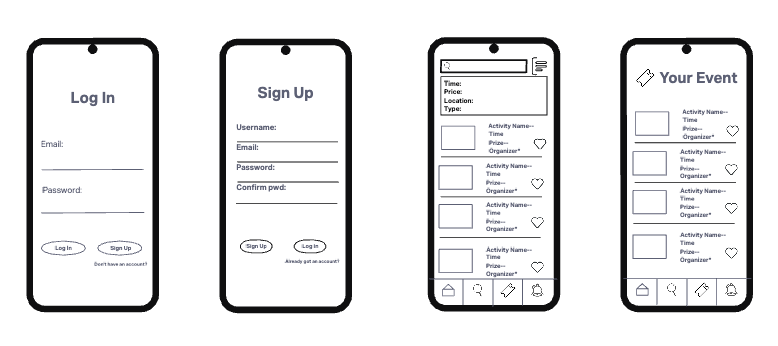 Log In
Email:
Password:
Log In
Sign Up
Don't have an account?
Sign Up
Username:
Email:
Password:
Confirm pwd:
Sign Up
Log In
Already got an account?
Time:
Price:
Location:
Type:
Activity Name--
Time
Prize--
Organizer*
Activity Name--
Time
Prize--
Organizer*
Activity Name--
Time
Prize--
Organizer*
Activity Name--
Time
Prize--
Organizer*
Your Event
Activity Name--
Time
Prize--
Organizer*
Activity Name--
Time
Prize--
Organizer*
Activity Name--
Time
Prize--
Organizer*
Activity Name--
Time
Prize--
Organizer*